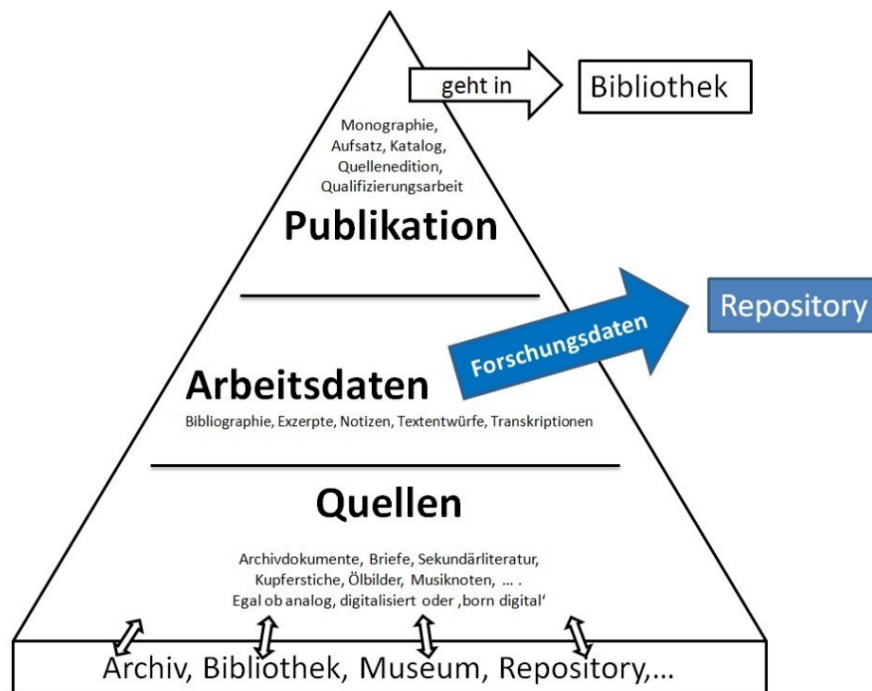 geht in
Bibliothek
Monographie,
Aufsatz, Katalog,
Quellenedition,
Qualifizierungsarbeit
Publikation
Forschungsdaten
Repository
Arbeitsdaten
Bibliographie, Exzerpte, Notizen, Textentwürfe, Transkriptionen
Quellen
Archivdokumente, Briefe, Sekundärliteratur,
Kupferstiche, Ölbilder, Musiknoten, ... .
Egal ob analog, digitalisiert oder ‚born digital‘
Archiv, Bibliothek, Museum, Repository,...